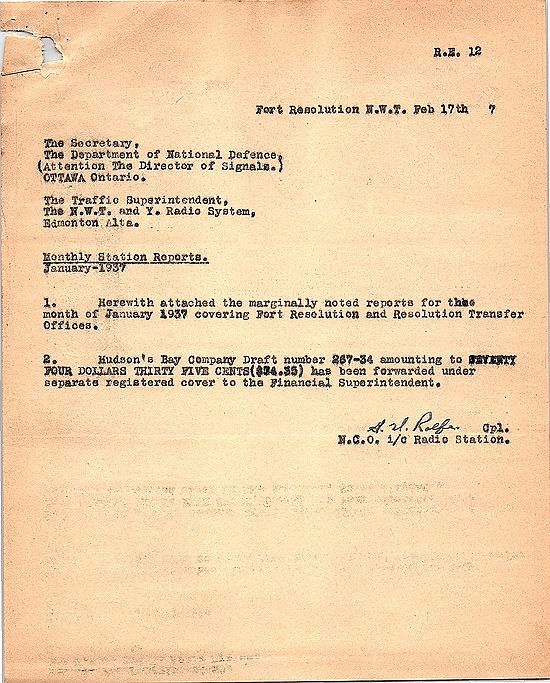 R.E. 12
Fort Resolution N.W.T. Feb 17th 7
The Secretary,
The Department of National Defence,
(Attention The Director of Signals.)
OTTAWA Ontario.
The Traffic Superintendent,
The N.W.T. and Y. Radio System,
Edmonton Alta.
Monthly Station Reports.
January-1937
1. Herewith attached the marginally noted reports for the
month of January 1937 covering Fort Resolution and Resolution Transfer
Offices.
2. Hudson's Bay Company Draft number 267-34 amounting to SEVENTY
FOUR DOLLARS THIRTY FIVE CENTS($74.35) has been forwarded under
separate registered cover to the Financial Superintendent.
Rolfe Cpl.
N.C.O. i/c Radio Station.